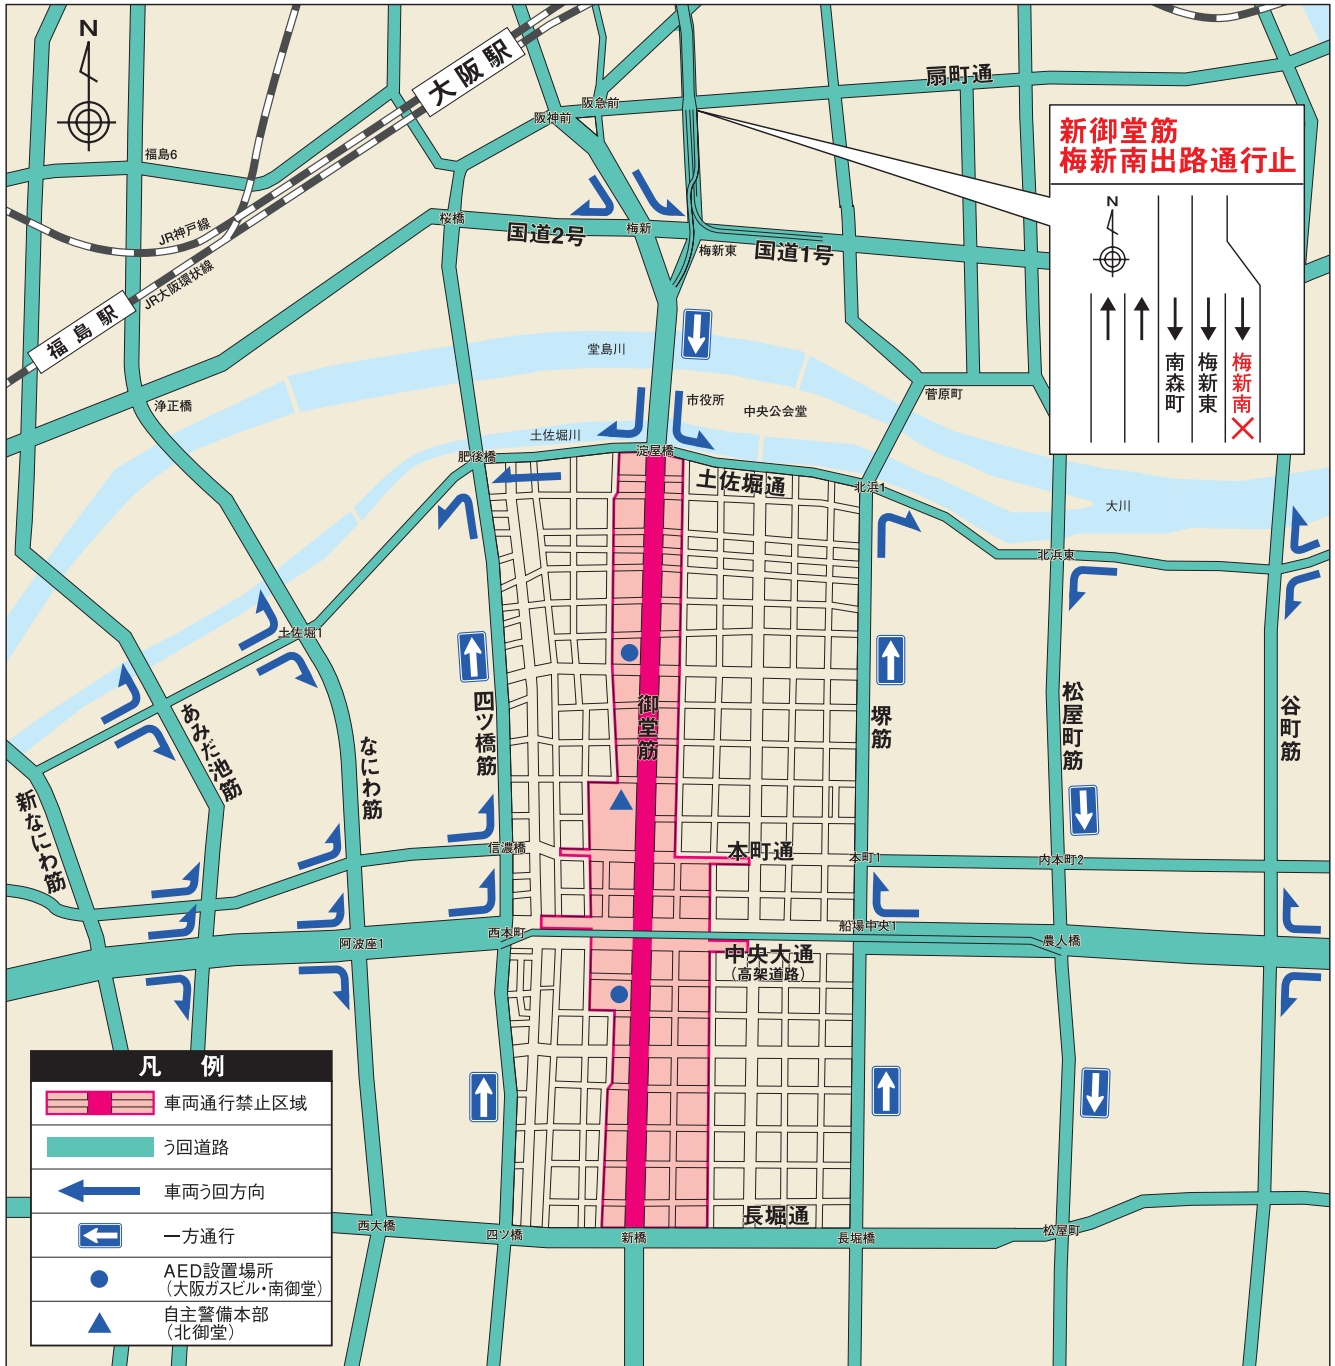 N
大阪駅
扇町通
阪急前
阪神前
福島6
新御堂筋
梅新南出路通行止
N
南森町
梅新東
梅新南
JR神戸線
JR大阪環状線
桜橋
国道2号
梅新
梅新東
国道1号
福島駅
堂島川
市役所
中央公会堂
菅原町
浄正橋
土佐堀川
淀屋橋
肥後橋
土佐堀通
北浜1
大川
北浜東
土佐堀1
御堂筋
四ツ橋筋
堺筋
松屋町筋
谷町筋
あみだ池筋
なにわ筋
新なにわ筋
信濃橋
本町通
本町1
内本町2
阿波座1
西本町
船場中央1
農人橋
中央大通
(高架道路)
凡 例
車両通行禁止区域
う回道路
車両う回方向
一方通行
AED設置場所
(大阪ガスビル・南御堂)
自主警備本部
(北御堂)
長堀通
西大橋
四ツ橋
新橋
長堀橋
松屋町